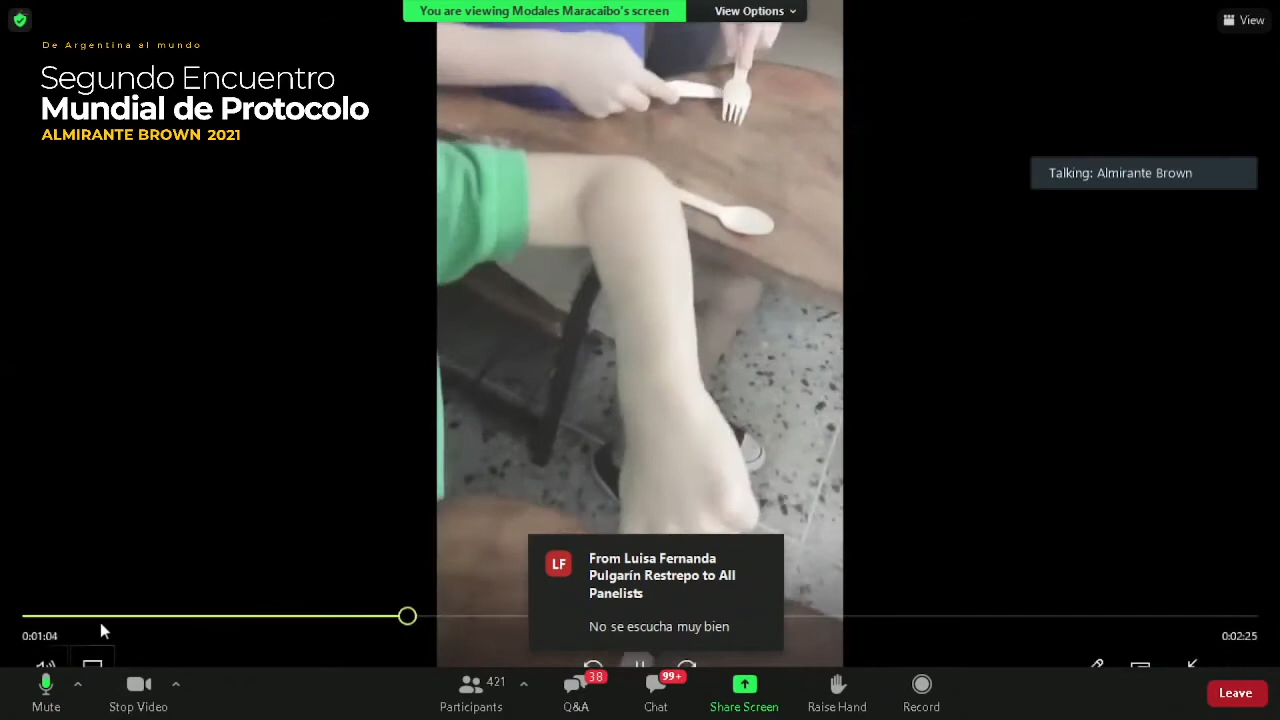 You are viewing Modales Maracaibo's screen
View Options
View
De Argentina al mundo
Segundo Encuentro
Mundial de Protocolo
ALMIRANTE BROWN 2021
Talking: Almirante Brown
LF
From Luisa Fernanda
Pulgarín Restrepo to All
Panelists
No se escucha muy bien
0:01:04
0:02:25
421
38
99+
Mute
Stop Video
Participants
Q&A
Chat
Share Screen
Raise Hand
Record
Leave